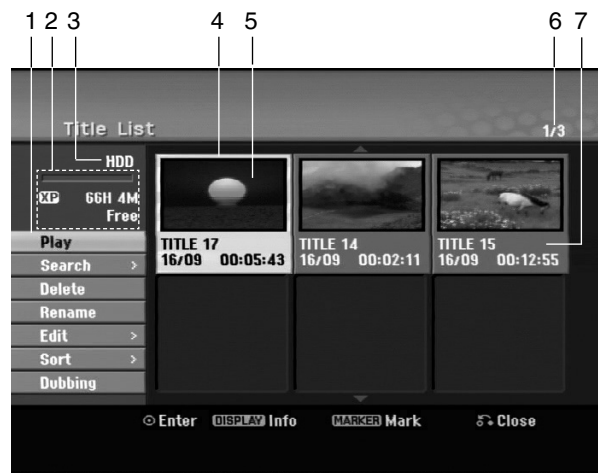 1 2 3 4 5 6 7
Title List
1/3
HDD
XP 66H 4M
Free
Play
Search >
Delete
Rename
Edit >
Sort >
Dubbing
TITLE 17
16/09 00:05:43
TITLE 14
16/09 00:02:11
TITLE 15
16/09 00:12:55
Enter DISPLAY Info MARKER Mark Close